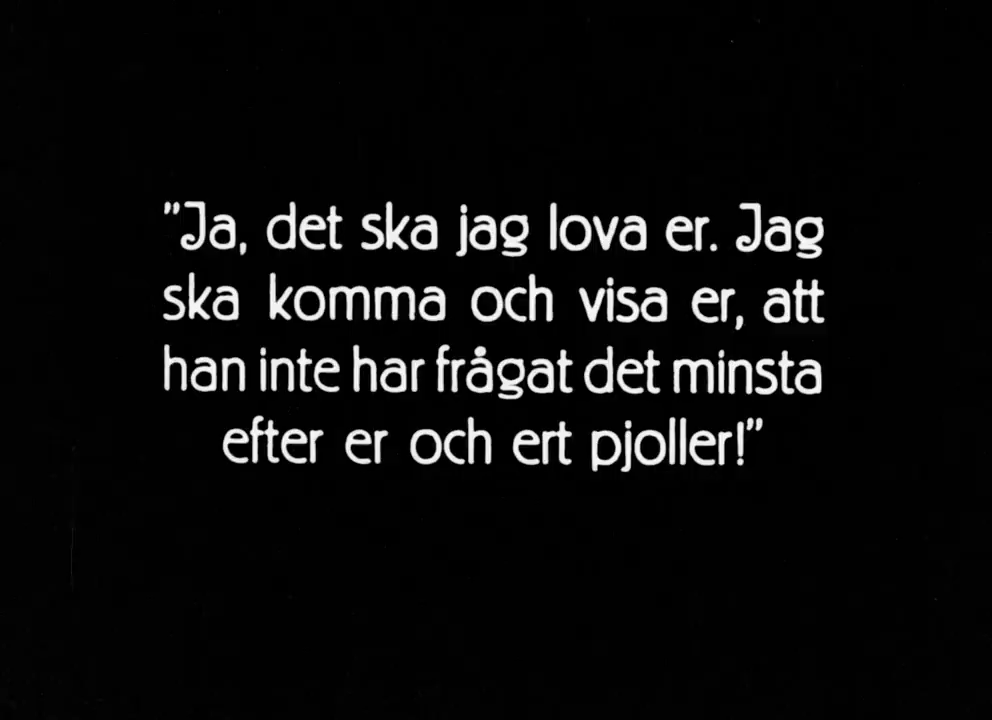 "Ja, det ska jag lova er. Jag
ska komma och visa er, att
han inte har frågat det minsta
efter er och ert pjoller!"